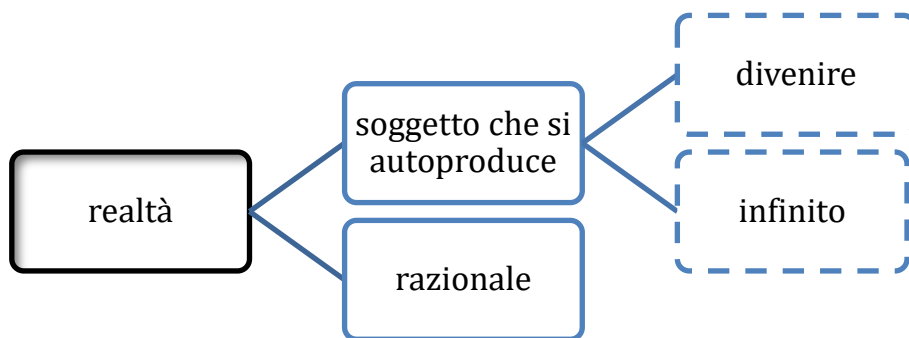 realtà
soggetto che si
autoproduce
razionale
divenire
infinito